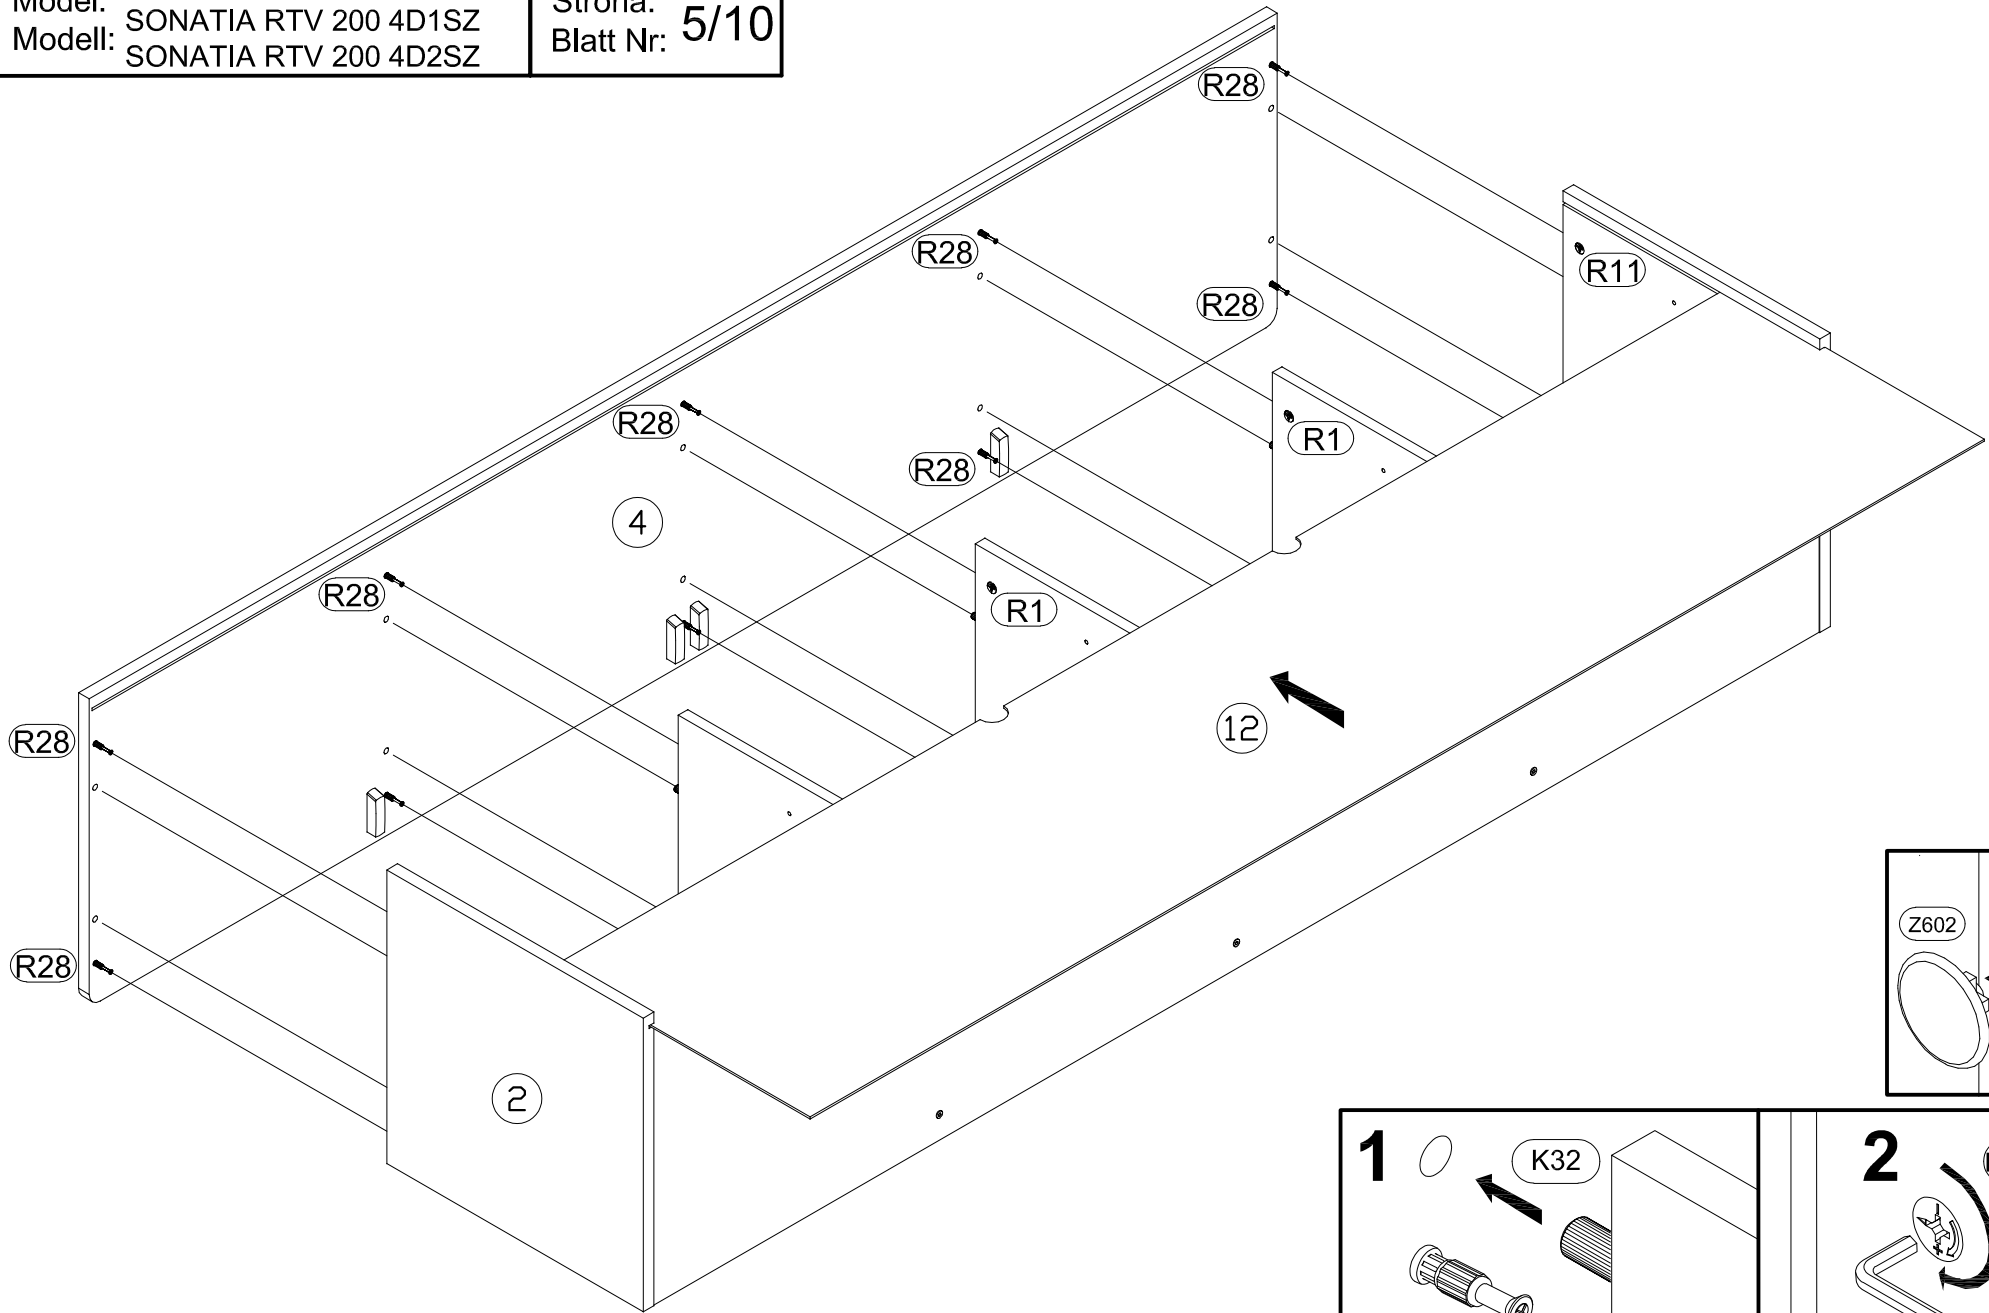 Model:
Modell:
SONATIA RTV 200 4D1SZ
SONATIA RTV 200 4D2SZ
Strona:
Blatt Nr: 5/10
R28
R28
R11
R28
R28
R1
R28
4
R28
R1
12
R28
R28
2
Z602
1
K32
2